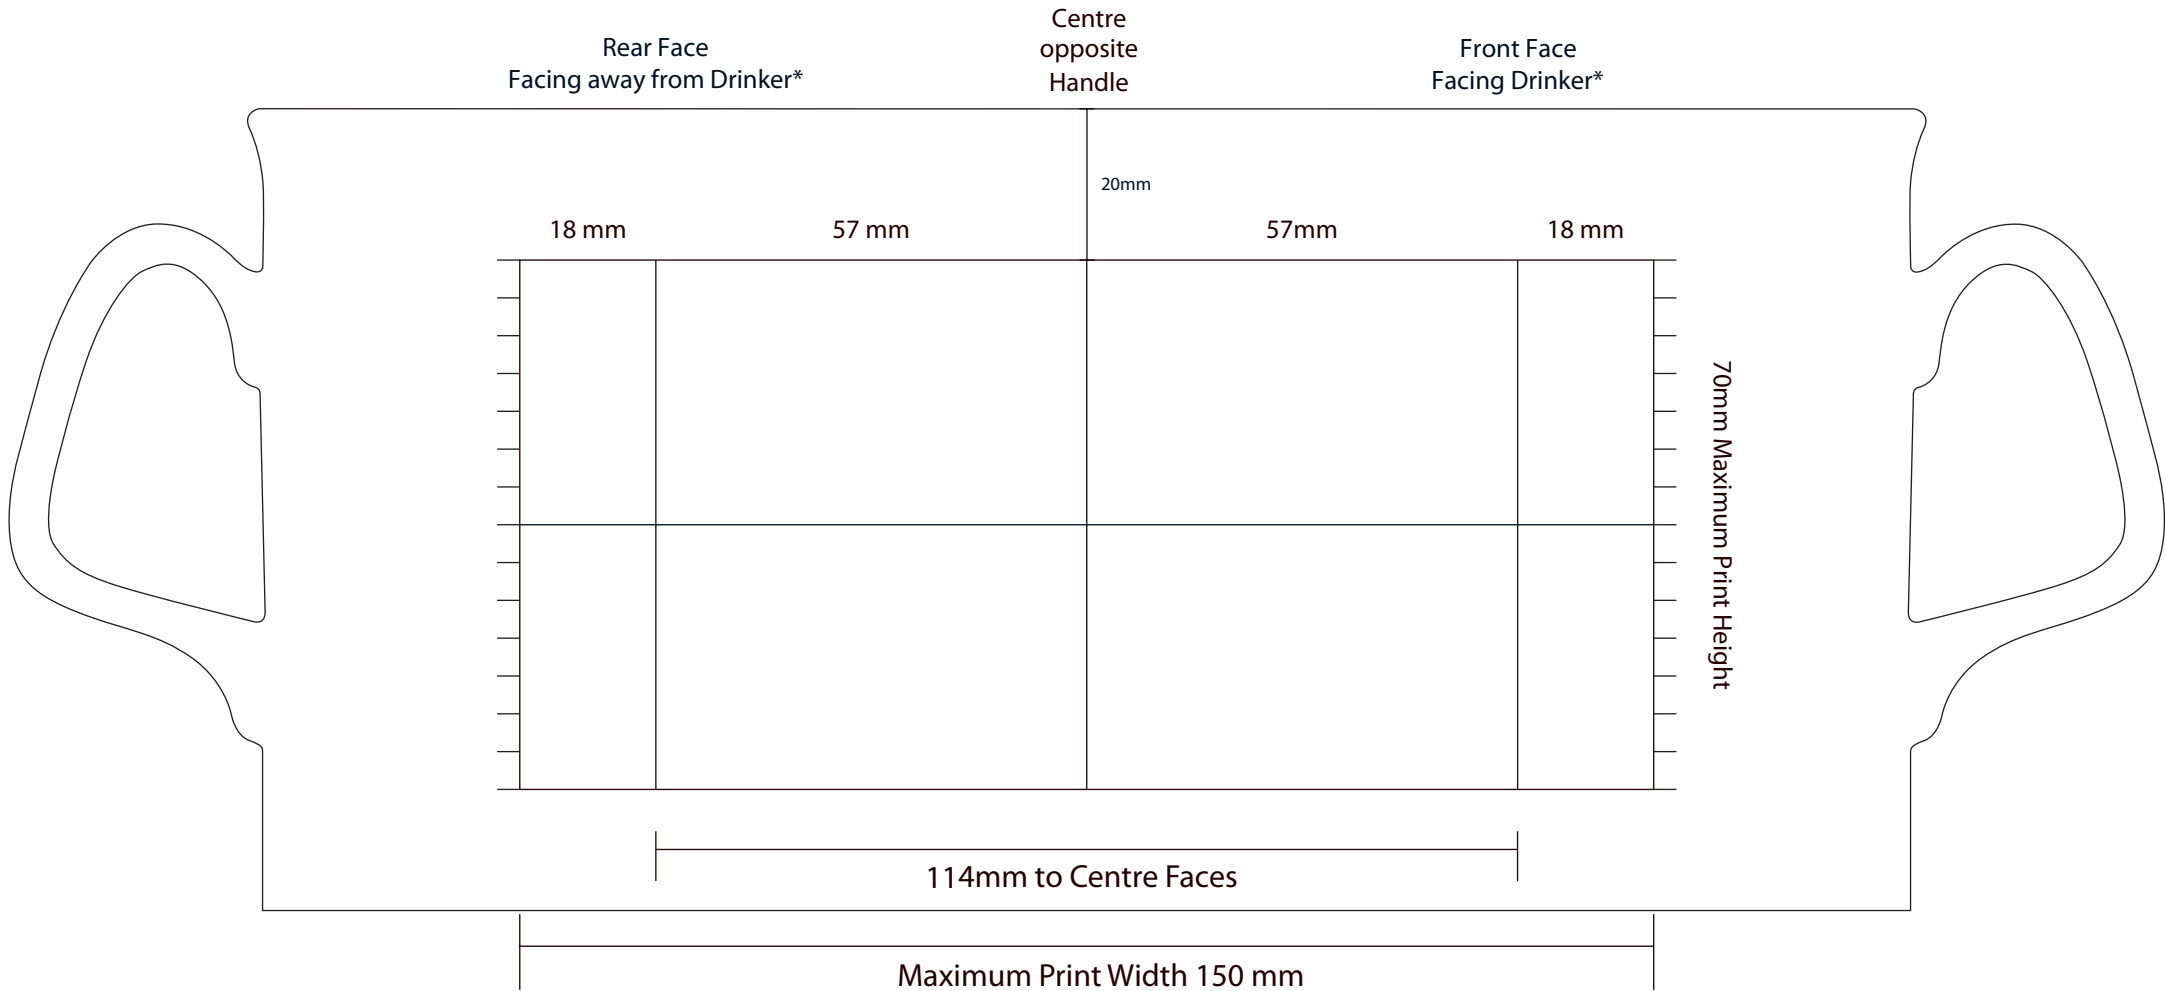 Centre
opposite
Handle
Rear Face
Facing away from Drinker*
Front Face
Facing Drinker*
20mm
18 mm
57 mm
57mm
18 mm
70mm Maximum Print Height
114mm to Centre Faces
Maximum Print Width 150 mm